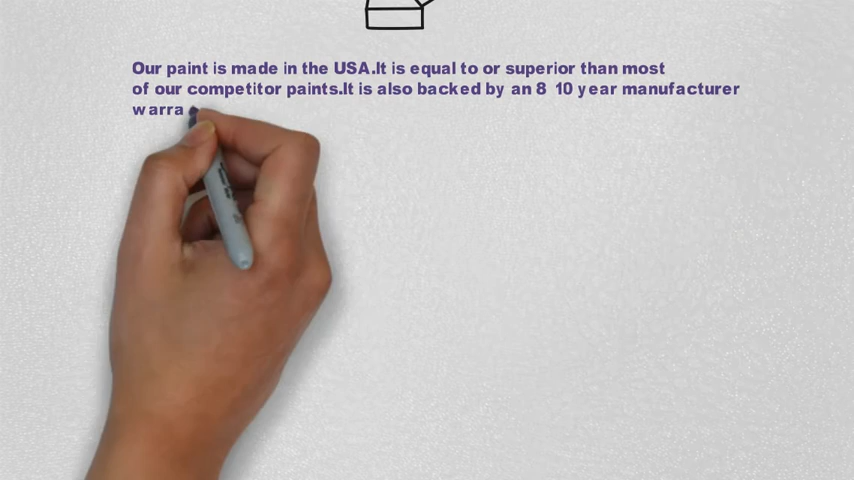 Our paint is made in the USA.It is equal to or superior than most
of our competitor paints.It is also backed by an 8 10 year manufacturer
warra